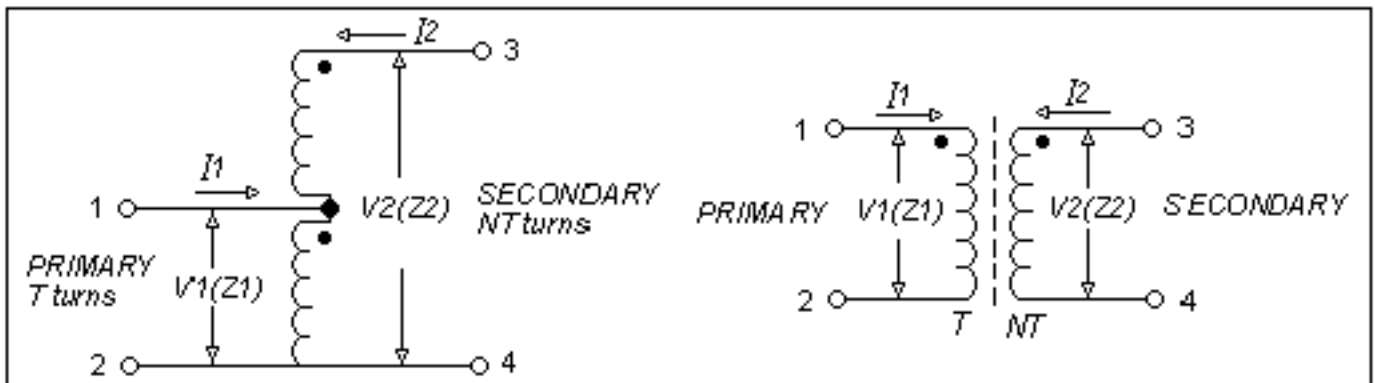 I2
3
I1
1
V2(Z2)
SECONDARY
NT turns
PRIMARY
T turns
V1(Z1)
2
4
I1
I2
1
3
PRIMARY
V1(Z1)
V2(Z2)
SECONDARY
2
4
T
NT